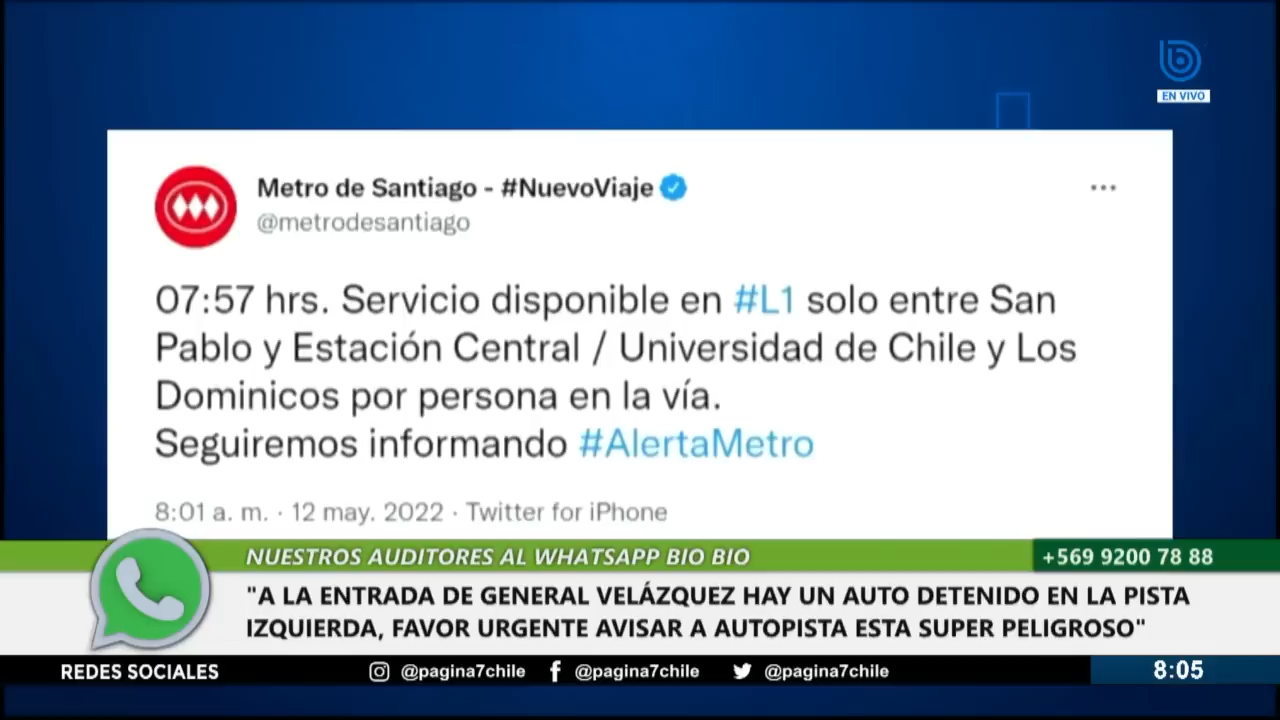 EN VIVO
Metro de Santiago - #NuevoViaje
@metrodesantiago
07:57 hrs. Servicio disponible en #L1 solo entre San
Pablo y Estación Central / Universidad de Chile y Los
Dominicos por persona en la vía.
Seguiremos informando #AlertaMetro
8:01 a. m. · 12 may. 2022 · Twitter for iPhone
NUESTROS AUDITORES AL WHATSAPP BIO BIO
+569 9200 78 88
"A LA ENTRADA DE GENERAL VELÁZQUEZ HAY UN AUTO DETENIDO EN LA PISTA
IZQUIERDA, FAVOR URGENTE AVISAR A AUTOPISTA ESTA SUPER PELIGROSO"
REDES SOCIALES @pagina7chile @pagina7chile @pagina7chile 8:05